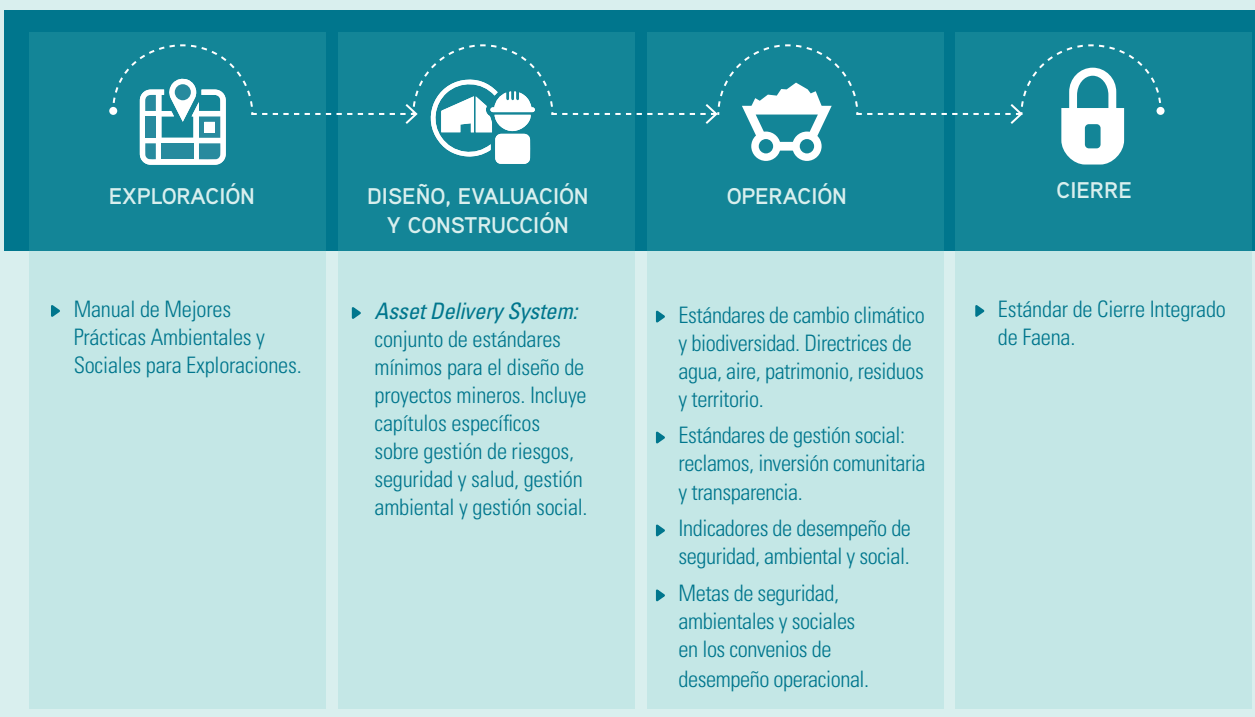 EXPLORACIÓN
DISEÑO, EVALUACIÓN
Y CONSTRUCCIÓN
OPERACIÓN
CIERRE
Manual de Mejores
Prácticas Ambientales y
Sociales para Exploraciones.
Asset Delivery System:
conjunto de estándares
mínimos para el diseño de
proyectos mineros. Incluye
capítulos específicos
sobre gestión de riesgos,
seguridad y salud, gestión
ambiental y gestión social.
Estándares de cambio climático
y biodiversidad. Directrices de
agua, aire, patrimonio, residuos
y territorio.
Estándares de gestión social:
reclamos, inversión comunitaria
y transparencia.
Indicadores de desempeño de
seguridad, ambiental y social.
Metas de seguridad,
ambientales y sociales
en los convenios de
desempeño operacional.
Estándar de Cierre Integrado
de Faena.